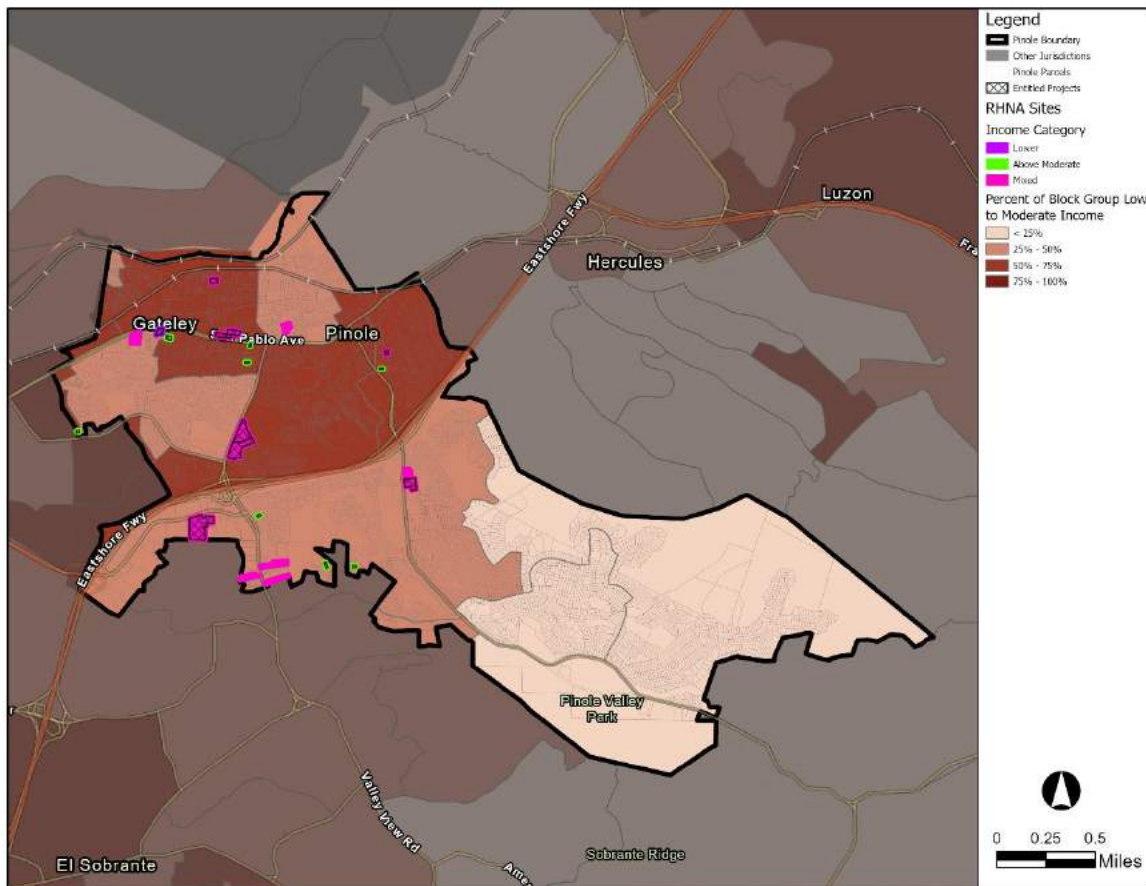 Legend
Pinole Boundary
Other Jurisdictions
Pinole Parcels
Entitled Projects
RHNA Sites
Income Category
Lower
Above Moderate
Mixed
Percent of Block Group Low
to Moderate Income
< 25%
25% - 50%
50% - 75%
75% - 100%
Luzon
Eastshore Fwy
Hercules
Fra
Gateley
Pablo Ave
Pinole
Eastshore Fwy
Pinole Valley
Park
Valley View Rd
El Sobrante
Sobrante Ridge
Ame
0 0.25 0.5
Miles